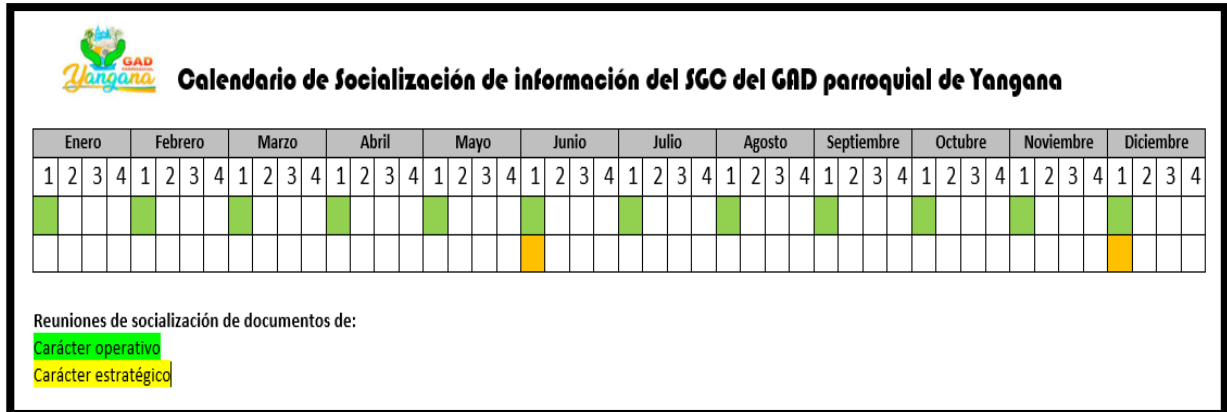 GAD
PARROQUIAL
Yangana
Calendario de Socialización de información del SGC del GAD parroquial de Yangana
Enero Febrero Marzo Abril Mayo Junio Julio Agosto Septiembre Octubre Noviembre Diciembre
1 2 3 4 1 2 3 4 1 2 3 4 1 2 3 4 1 2 3 4 1 2 3 4 1 2 3 4 1 2 3 4 1 2 3 4 1 2 3 4 1 2 3 4 1 2 3 4
Reuniones de socialización de documentos de:
Carácter operativo
Carácter estratégico